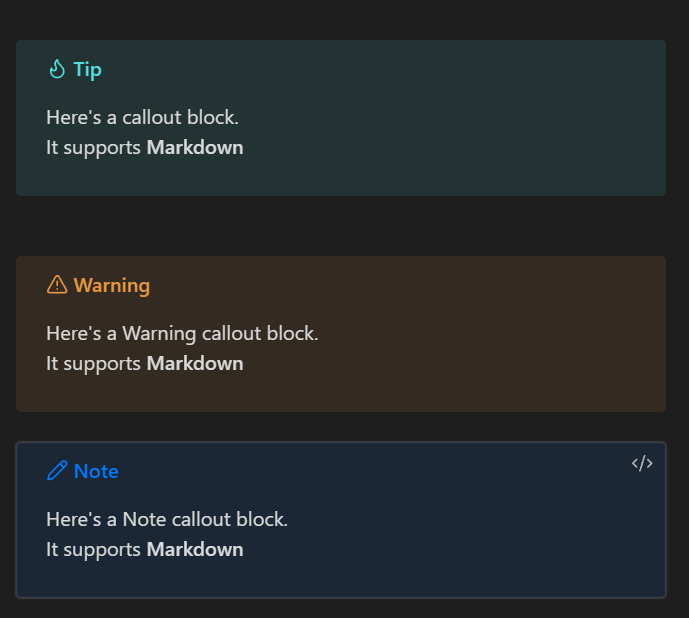 Tip
Here's a callout block.
It supports Markdown
Warning
Here's a Warning callout block.
It supports Markdown
Note
Here's a Note callout block.
It supports Markdown